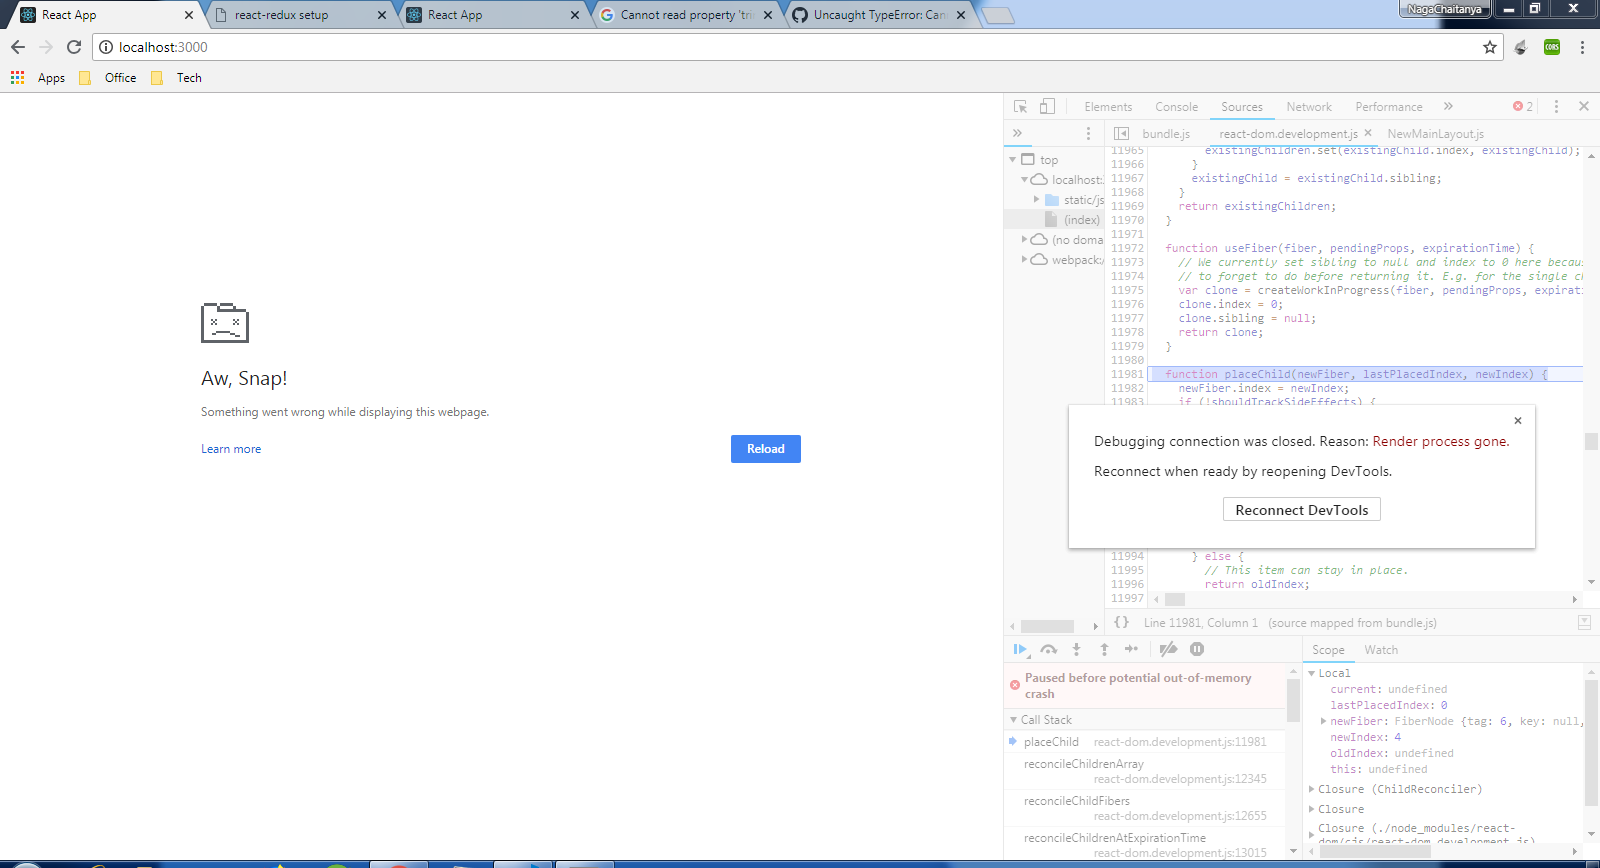 React App
react-redux setup
React App
Cannot read property 'tri
Uncaught TypeError: Can
NagaChaitanya
localhost:3000
CORS
Apps
Office
Tech
Aw, Snap!
Something went wrong while displaying this webpage.
Learn more
Reload
Elements
Console
Sources
Network
Performance
»
2
»
bundle.js
react-dom.development.js
NewMainLayout.js
top
localhost:
static/js
(index)
(no doma
webpack:/
11965 existingChildren.set(existingChild.index, existingChild);
11966 }
11967 existingChild = existingChild.sibling;
11968 }
11969 return existingChildren;
11970 }
11971
11972 function useFiber(fiber, pendingProps, expirationTime) {
11973 // We currently set sibling to null and index to 0 here becaus
11974 // to forget to do before returning it. E.g. for the single ch
11975 var clone = createWorkInProgress(fiber, pendingProps, expirat
11976 clone.index = 0;
11977 clone.sibling = null;
11978 return clone;
11979 }
11980
11981 function placeChild(newFiber, lastPlacedIndex, newIndex) {
11982 newFiber.index = newIndex;
11983 if (!shouldTrackSideEffects) {
Debugging connection was closed. Reason: Render process gone.
Reconnect when ready by reopening DevTools.
Reconnect DevTools
11994 } else {
11995 // This item can stay in place.
11996 return oldIndex;
11997
{} Line 11981, Column 1 (source mapped from bundle.js)
Paused before potential out-of-memory
crash
Call Stack
placeChild react-dom.development.js:11981
reconcileChildrenArray
react-dom.development.js:12345
reconcileChildFibers
react-dom.development.js:12655
reconcileChildrenAtExpirationTime
react-dom.development.js:13015
Scope
Watch
Local
current: undefined
lastPlacedIndex: 0
newFiber: FiberNode {tag: 6, key: null,
newIndex: 4
oldIndex: undefined
this: undefined
Closure (ChildReconciler)
Closure
Closure (./node_modules/react-
dom/cjs/react-dom.development.js)